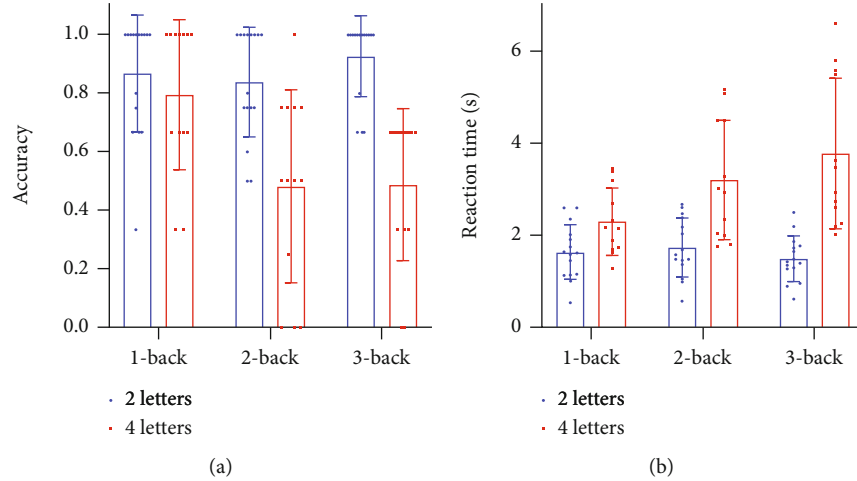 Accuracy
1.0
0.8
0.6
0.4
0.2
0.0
1-back
2-back
3-back
2 letters
4 letters
(a)
Reaction time (s)
6
4
2
0
1-back
2-back
3-back
2 letters
4 letters
(b)